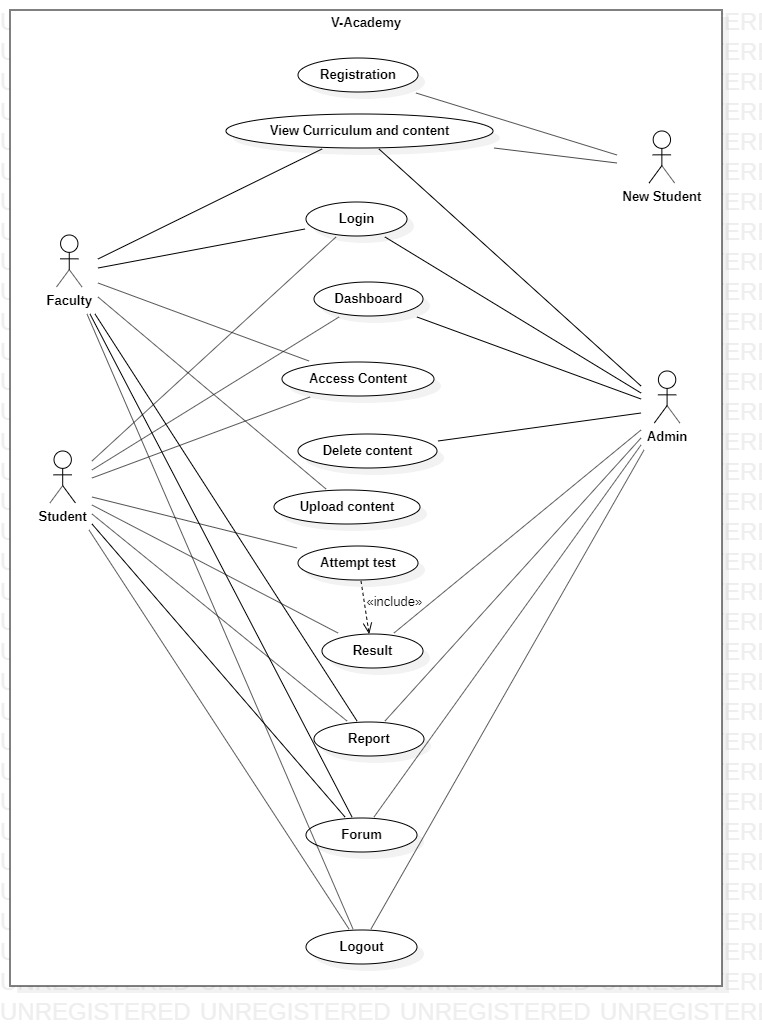 V-Academy
Registration
View Curriculum and content
New Student
Login
Faculty
Dashboard
Access Content
Admin
Delete content
Upload content
Student
Attempt test
«include»
Result
Report
Forum
Logout
UNREGISTERED UNREGISTERED UNREGISTERED UNREGISTERI